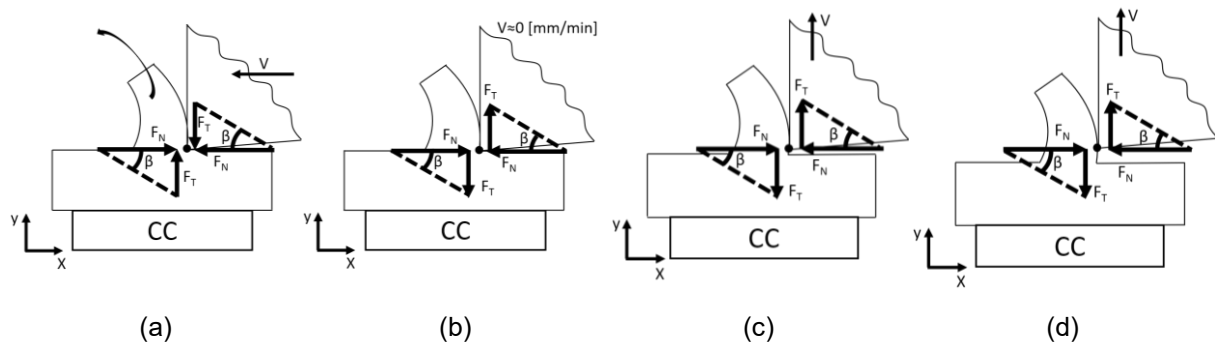 V
F_N
F_T
β
β
F_T
F_N
y
CC
X
(a)
V≈0 [mm/min]
F_T
F_N
β
β
F_N
F_T
y
CC
X
(b)
V
F_T
F_N
β
β
F_N
F_T
y
CC
X
(c)
V
F_T
F_N
β
β
F_N
F_T
y
CC
X
(d)